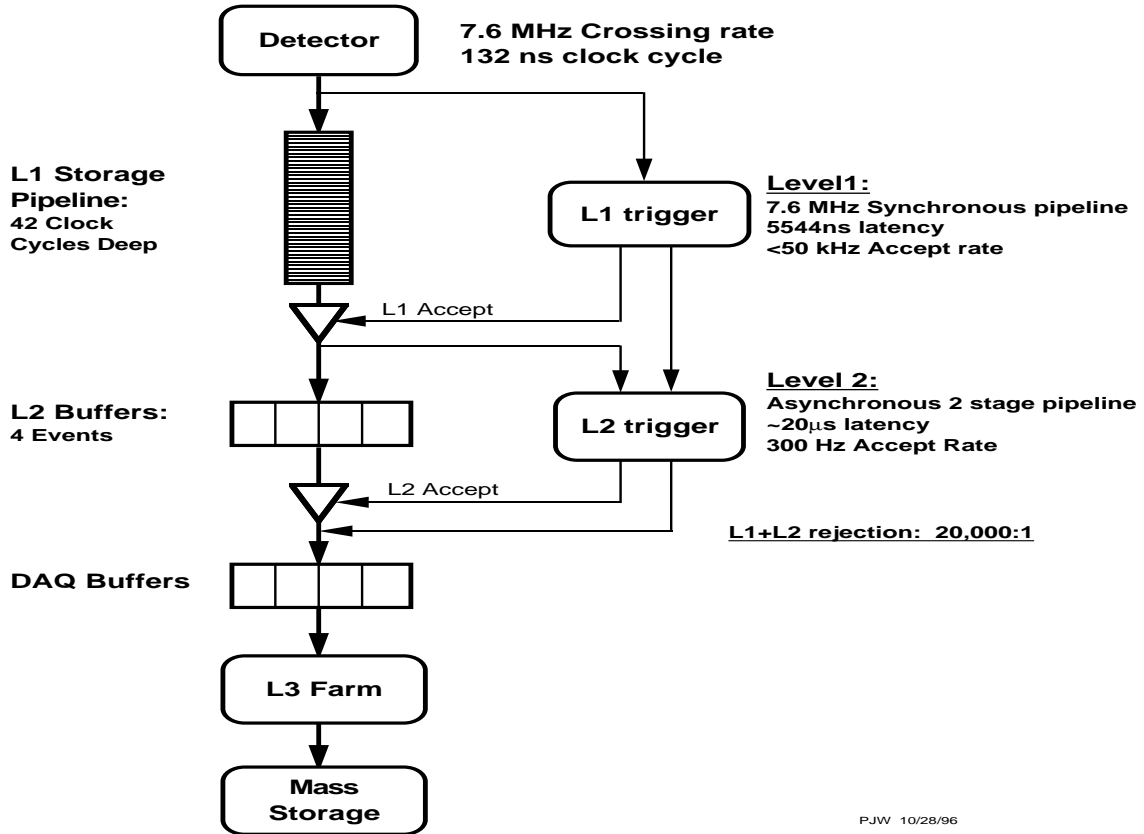 Detector
7.6 MHz Crossing rate
132 ns clock cycle
L1 Storage
Pipeline:
42 Clock
Cycles Deep
L1 trigger
Level1:
7.6 MHz Synchronous pipeline
5544ns latency
<50 kHz Accept rate
L1 Accept
L2 Buffers:
4 Events
L2 trigger
Level 2:
Asynchronous 2 stage pipeline
~20μs latency
300 Hz Accept Rate
L2 Accept
L1+L2 rejection: 20,000:1
DAQ Buffers
L3 Farm
Mass
Storage
PJW 10/28/96